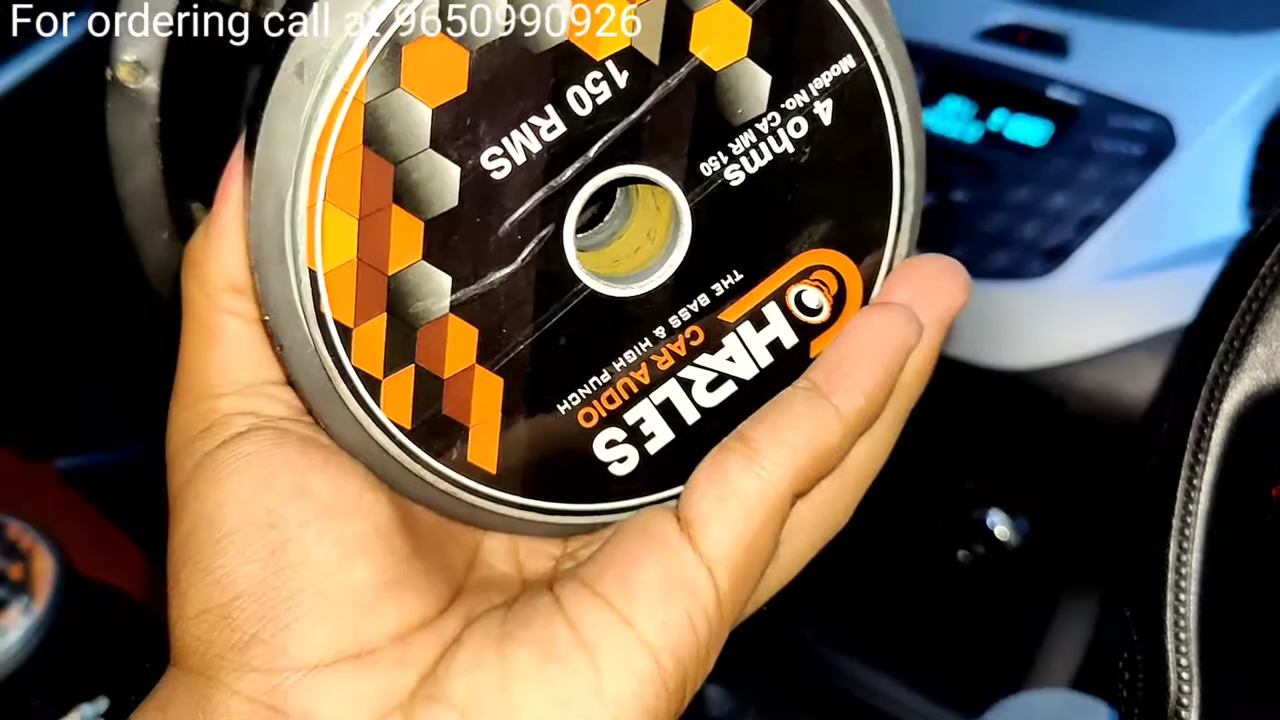 For ordering call at 9650990926
CHARLES
CAR AUDIO
THE BASS & HIGH PUNCH
4 ohms
Model No. CA MR 150
150 RMS